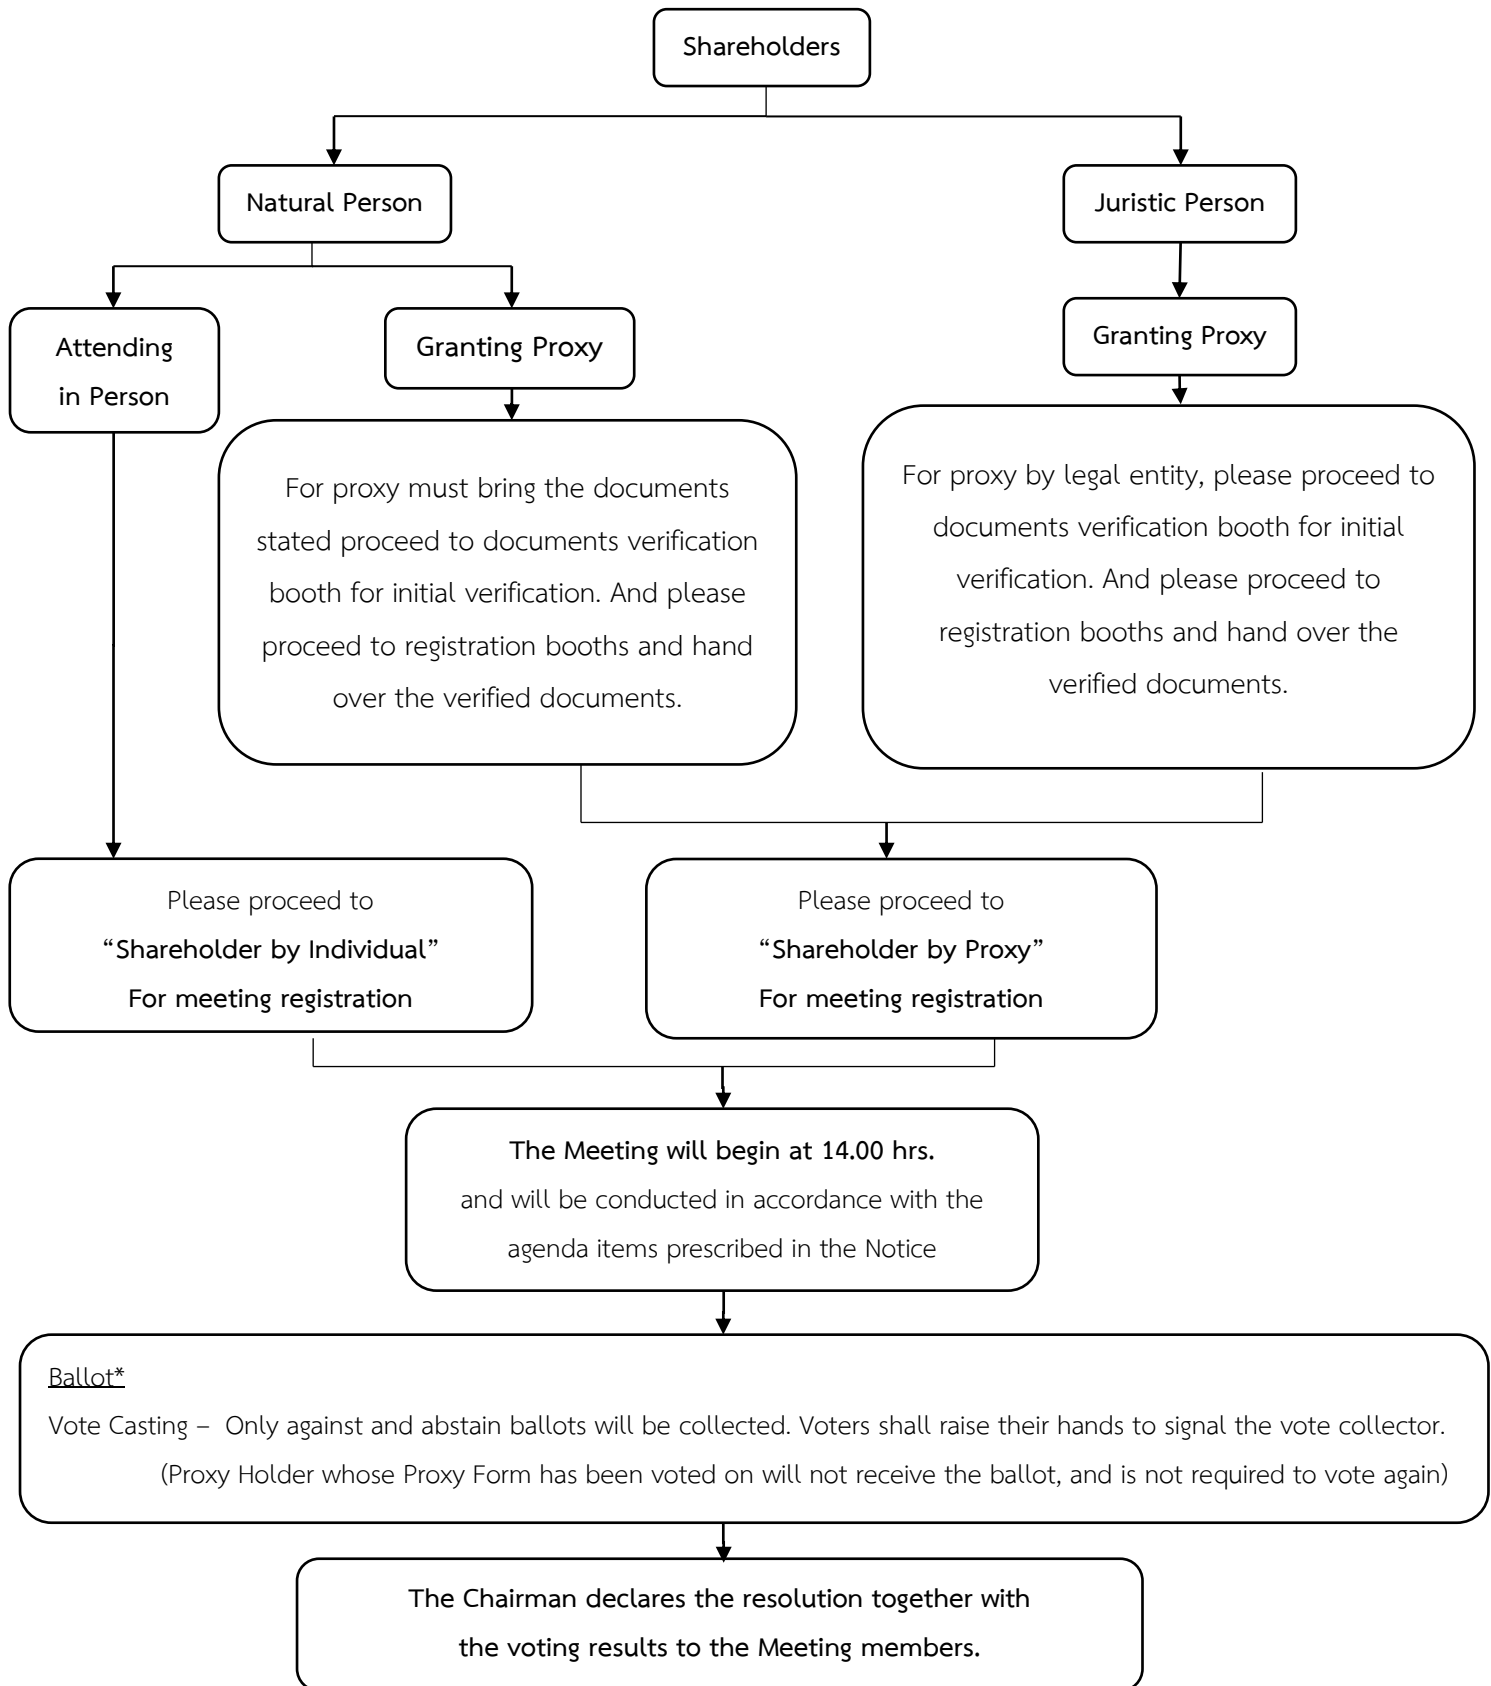 Shareholders
Natural Person
Juristic Person
Attending
in Person
Granting Proxy
Granting Proxy
For proxy must bring the documents
stated proceed to documents verification
booth for initial verification. And please
proceed to registration booths and hand
over the verified documents.
For proxy by legal entity, please proceed to
documents verification booth for initial
verification. And please proceed to
registration booths and hand over the
verified documents.
Please proceed to
“Shareholder by Individual”
For meeting registration
Please proceed to
“Shareholder by Proxy”
For meeting registration
The Meeting will begin at 14.00 hrs.
and will be conducted in accordance with the
agenda items prescribed in the Notice
Ballot*
Vote Casting – Only against and abstain ballots will be collected. Voters shall raise their hands to signal the vote collector.
(Proxy Holder whose Proxy Form has been voted on will not receive the ballot, and is not required to vote again)
The Chairman declares the resolution together with
the voting results to the Meeting members.